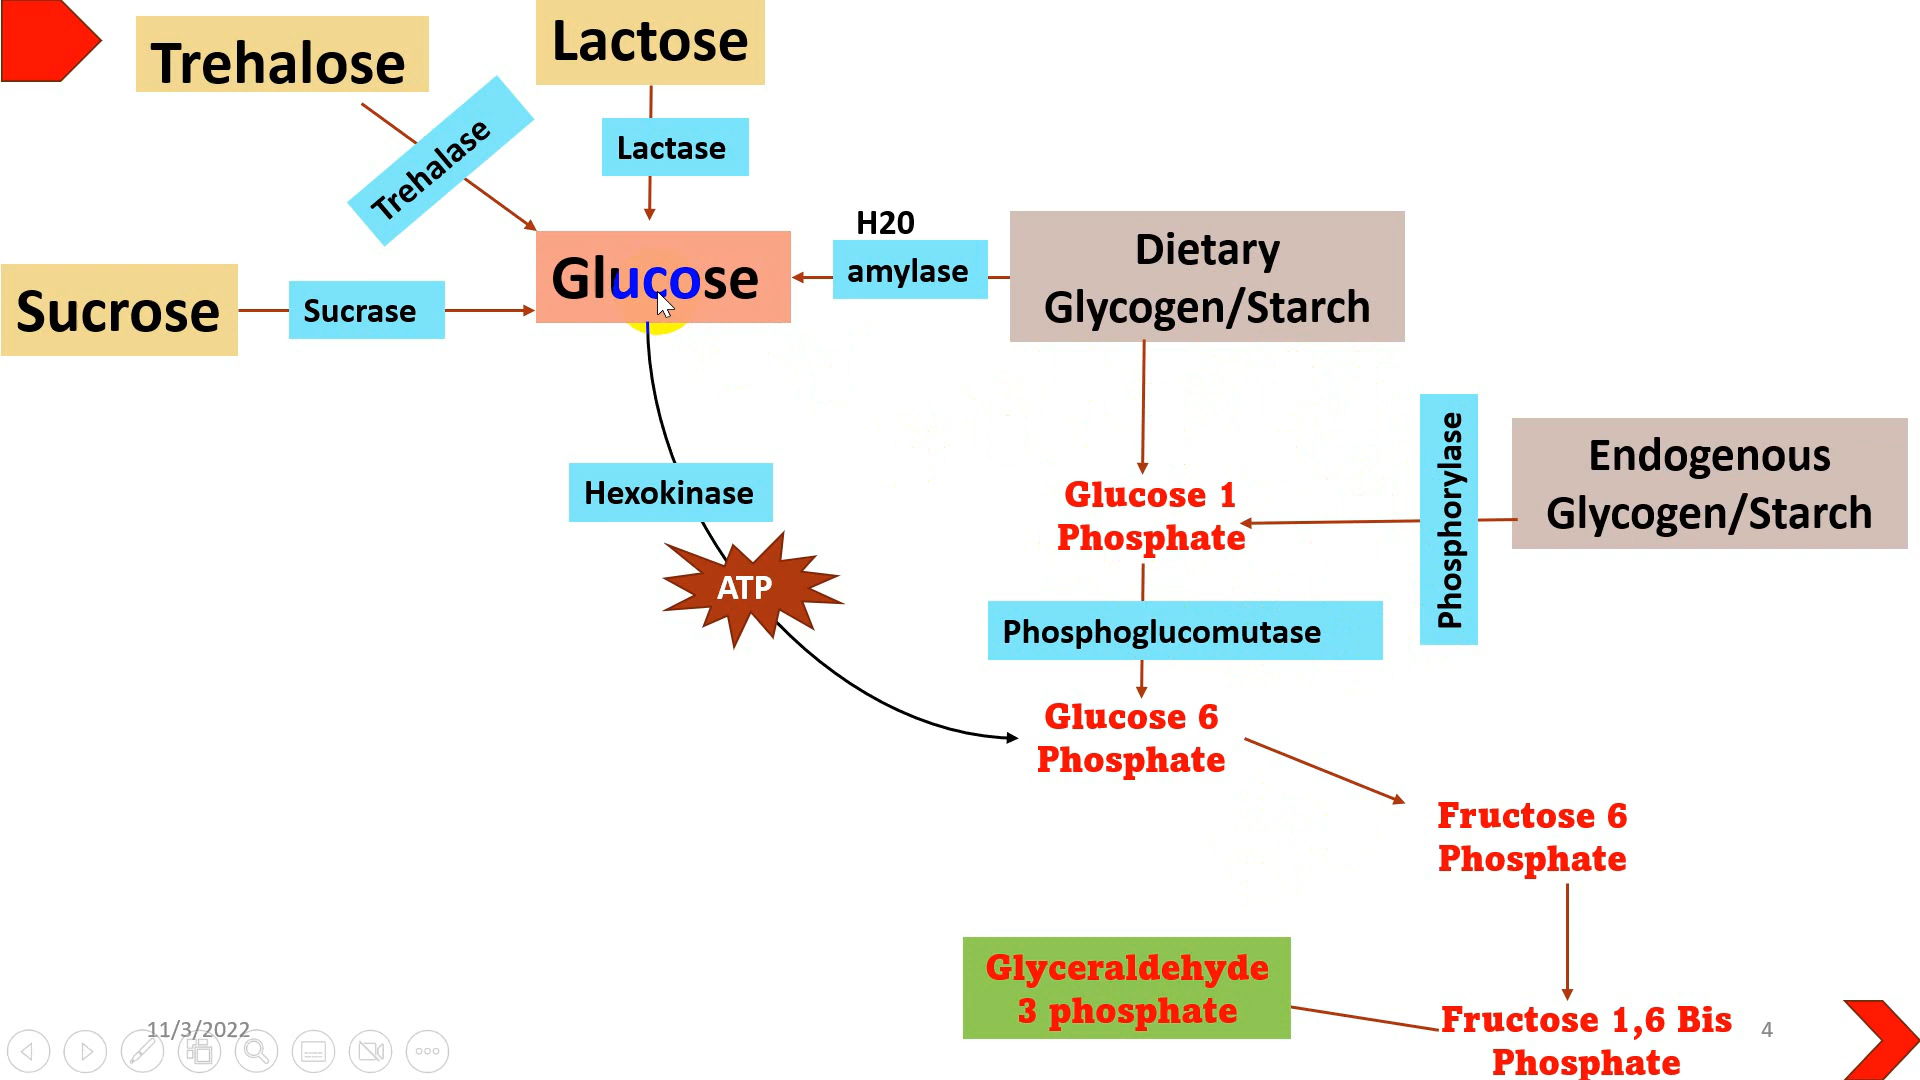 Trehalose
Lactose
Trehalase
Lactase
H20
amylase
Dietary
Glycogen/Starch
Glucose
Sucrose
Sucrase
Phosphorylase
Endogenous
Glycogen/Starch
Glucose 1
Phosphate
Hexokinase
ATP
Phosphoglucomutase
Glucose 6
Phosphate
Fructose 6
Phosphate
Glyceraldehyde
3 phosphate
Fructose 1,6 Bis
Phosphate
11/3/2022
4